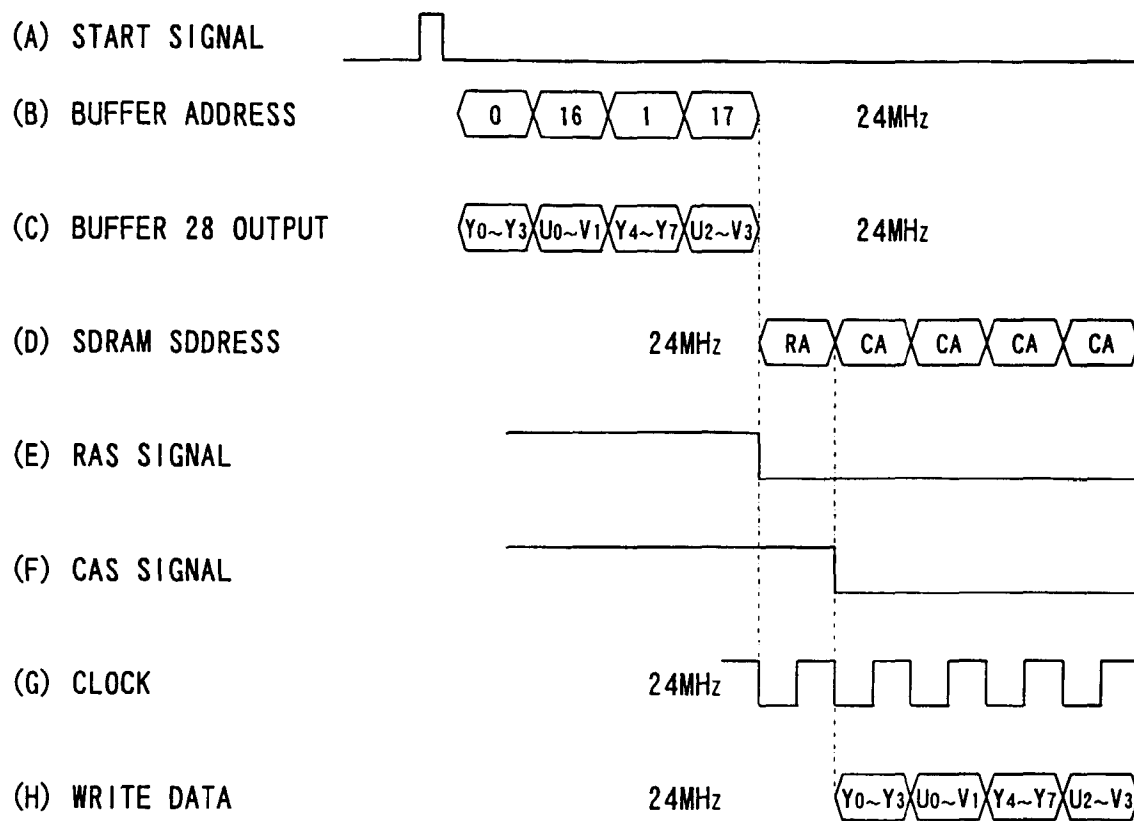 (A) START SIGNAL
(B) BUFFER ADDRESS 0 16 1 17 24MHz
(C) BUFFER 28 OUTPUT Y0~Y3 U0~V1 Y4~Y7 U2~V3 24MHz
(D) SDRAM SDDRESS 24MHz RA CA CA CA CA
(E) RAS SIGNAL
(F) CAS SIGNAL
(G) CLOCK 24MHz
(H) WRITE DATA 24MHz Y0~Y3 U0~V1 Y4~Y7 U2~V3